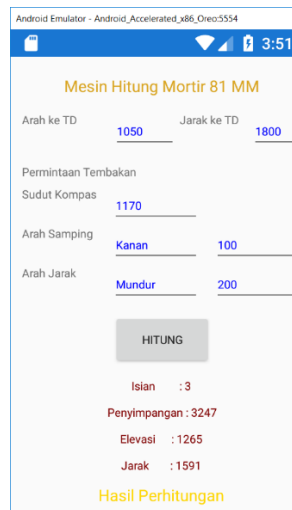 Android Emulator - Android_Accelerated_x86_Oreo:5554
3:51
Mesin Hitung Mortir 81 MM
Arah ke TD 1050 Jarak ke TD 1800
Permintaan Tembakan
Sudut Kompas 1170
Arah Samping Kanan 100
Arah Jarak Mundur 200
HITUNG
Isian : 3
Penyimpangan : 3247
Elevasi : 1265
Jarak : 1591
Hasil Perhitungan